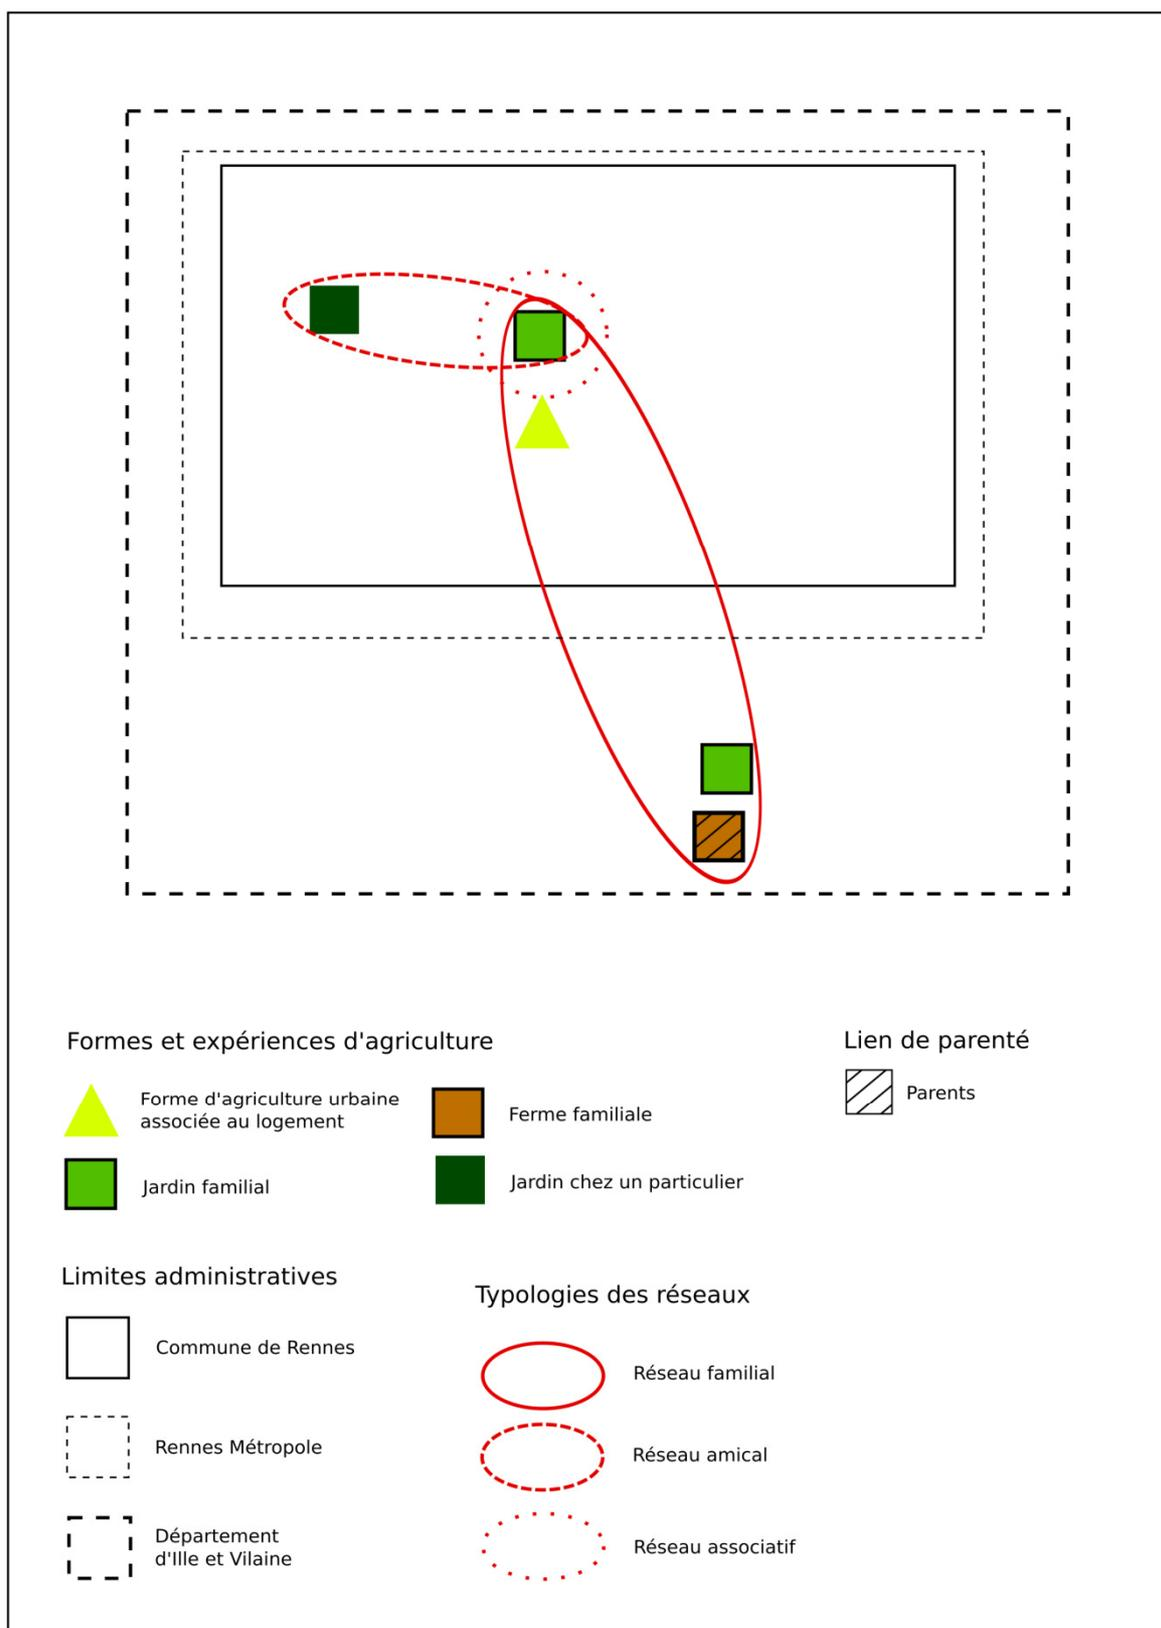 Formes et expériences d'agriculture
Forme d'agriculture urbaine
associée au logement
Jardin familial
Ferme familiale
Jardin chez un particulier
Lien de parenté
Parents
Limites administratives
Commune de Rennes
Rennes Métropole
Département
d'Ille et Vilaine
Typologies des réseaux
Réseau familial
Réseau amical
Réseau associatif